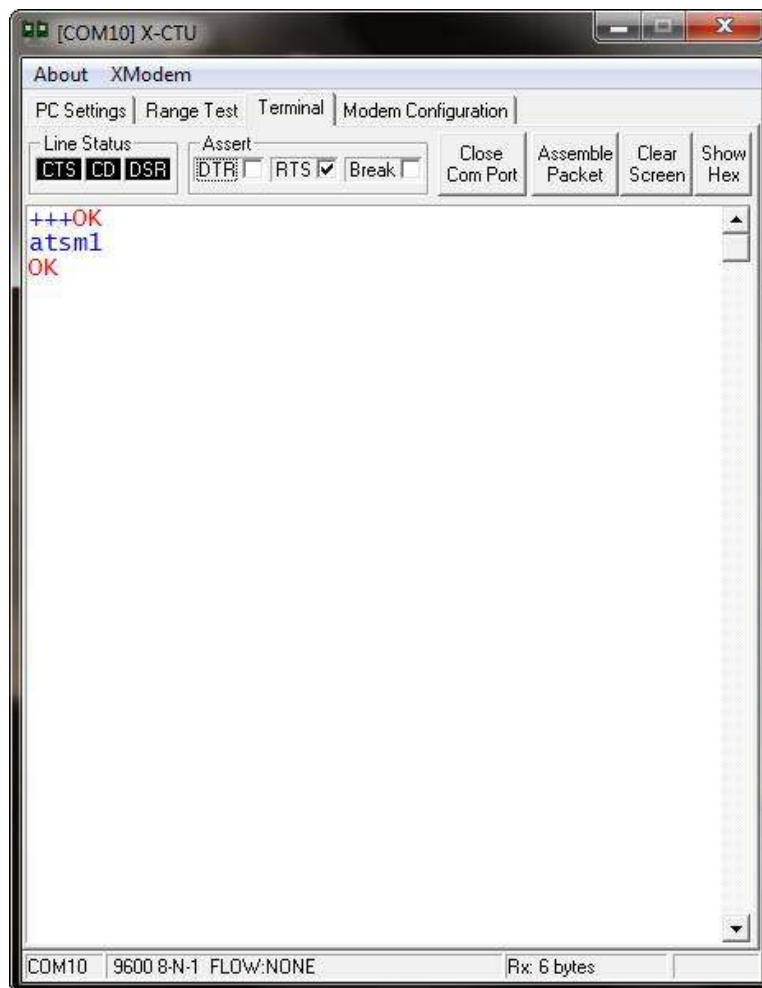 [COM10] X-CTU
About XModem
PC Settings Range Test Terminal Modem Configuration
Line Status
CTS CD DSR
Assert
DTR RTS Break
Close
Com Port
Assemble
Packet
Clear
Screen
Show
Hex
+++OK
atsm1
OK
COM10 9600 8-N-1 FLOW:NONE Rx: 6 bytes